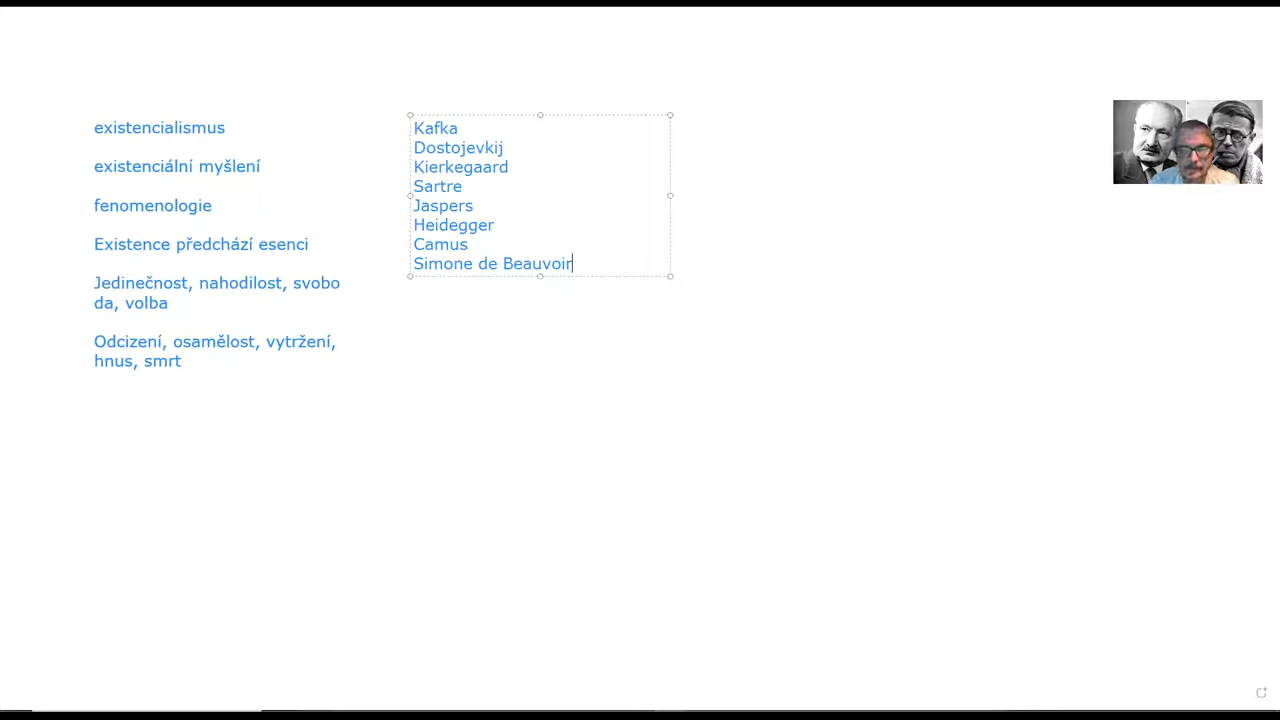 existencialismus
existenciální myšlení
fenomenologie
Existence předchází esenci
Jedinečnost, nahodilost, svobo
da, volba
Odcizení, osamělost, vytržení,
hnus, smrt
Kafka
Dostojevkij
Kierkegaard
Sartre
Jaspers
Heidegger
Camus
Simone de Beauvoir